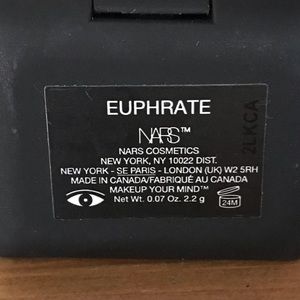 EUPHRATE
NARS™
NARS COSMETICS
NEW YORK, NY 10022 DIST.
NEW YORK - SE PARIS - LONDON (UK) W2 5RH
MADE IN CANADA/FABRIQUÉ AU CANADA
MAKEUP YOUR MIND™
Net Wt. 0.07 Oz. 2.2 g
24M
2LKCA